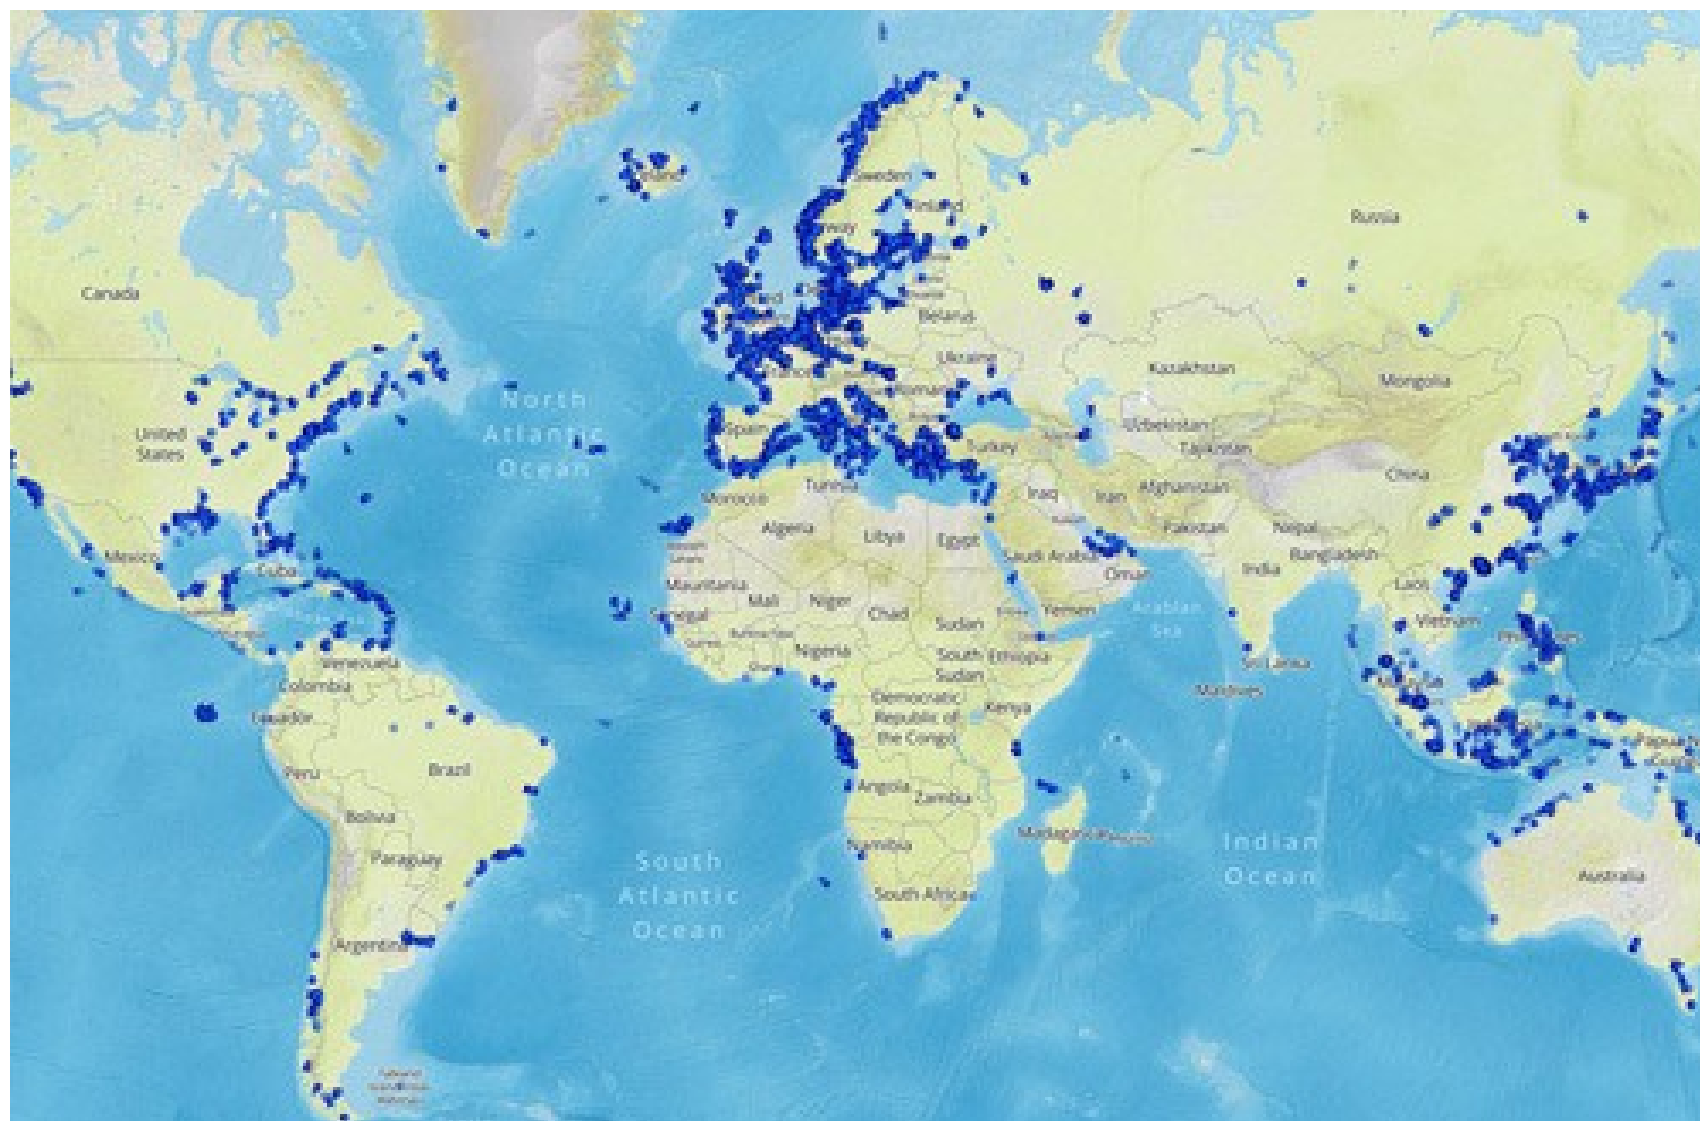 Sweden
Finland
Russia
Canada
Belarus
Ukraine
Kazakhstan
Mongolia
North
Atlantic
Ocean
United
States
Spain
Turkey
Uzbekistan
Tajikistan
China
Morocco
Tunisia
Iraq
Iran
Afghanistan
Algeria
Libya
Egypt
Pakistan
Nepal
Mexico
Saudi Arabia
Bangladesh
Cuba
Oman
India
Laos
Mauritania
Mali
Niger
Chad
Arabian
Sea
Senegal
Sudan
Yemen
Vietnam
Nigeria
Venezuela
South
Sudan
Ethiopia
Sri Lanka
Colombia
Maldives
Democratic
Republic of
the Congo
Kenya
Ecuador
Peru
Brazil
Angola
Zambia
Bolivia
Madagascar
Namibia
Paraguay
South
Atlantic
Ocean
Indian
Ocean
Australia
South Africa
Argentina